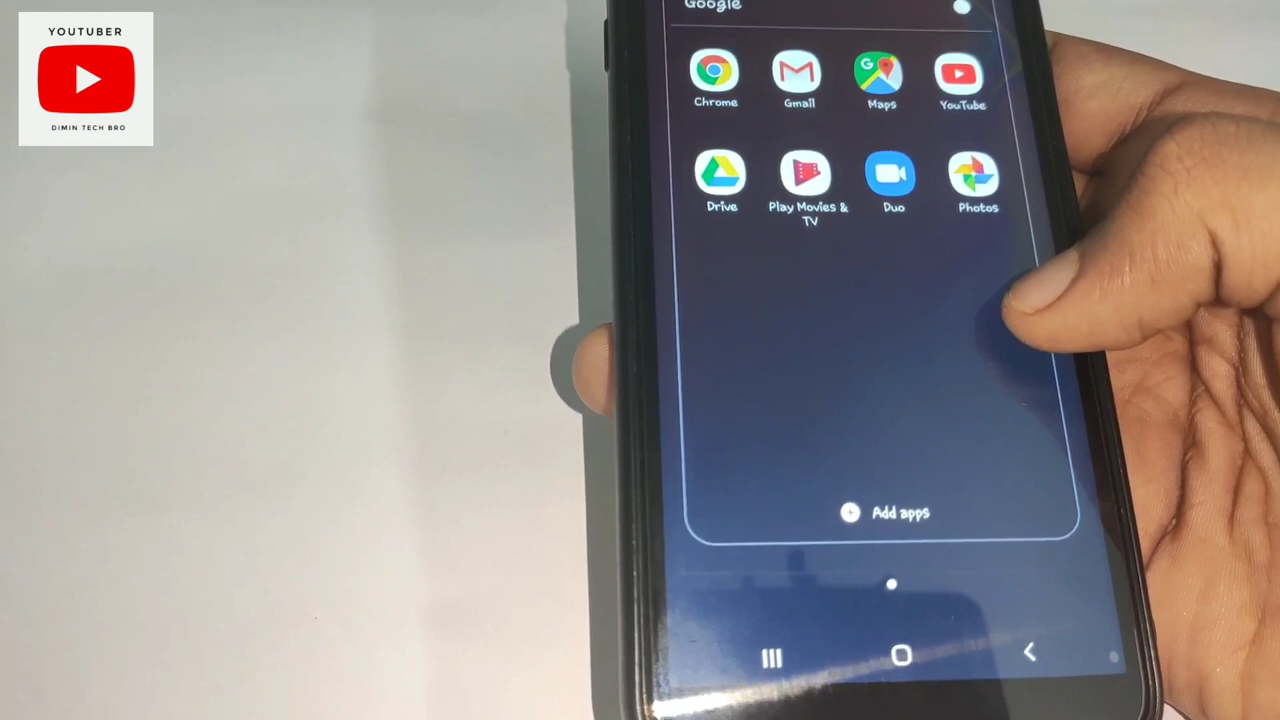 YOUTUBER
DIMIN TECH BRO
Google
Chrome
Gmail
Maps
YouTube
Drive
Play Movies &
TV
Duo
Photos
Add apps